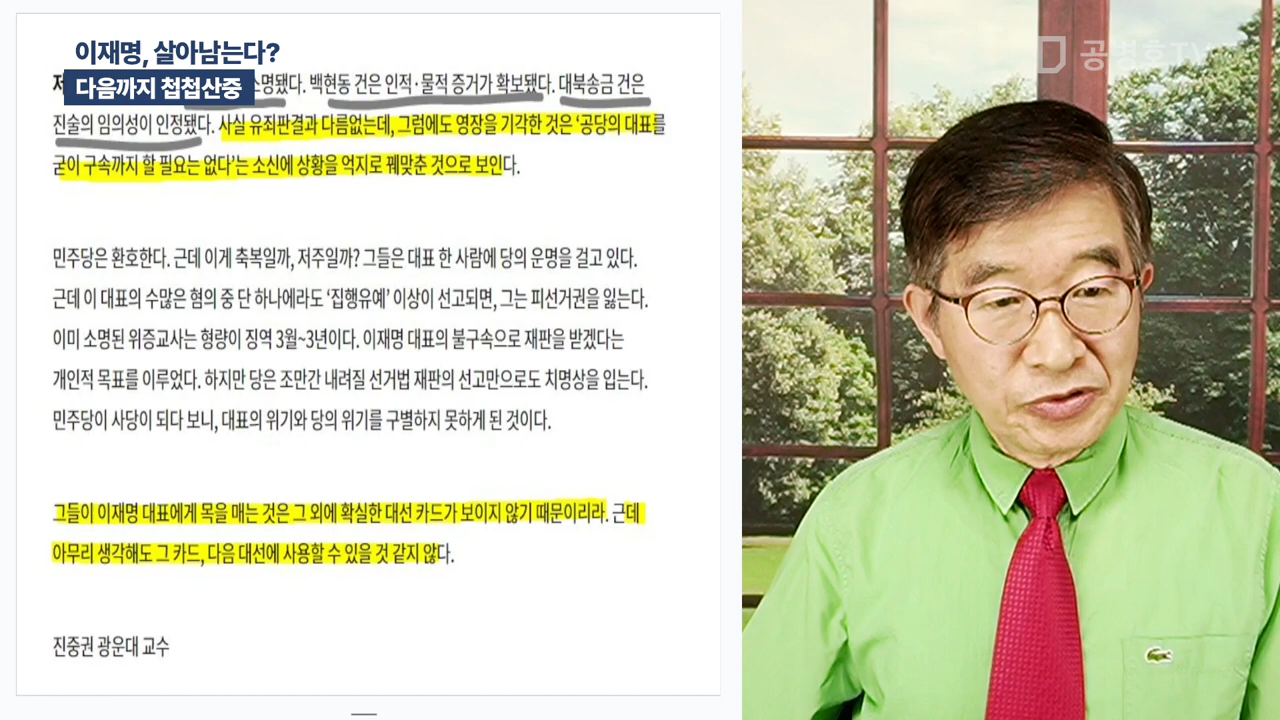 이재명, 살아남는다?
다음까지 첩첩산중
저
소명됐다. 백현동 건은 인적·물적 증거가 확보됐다. 대북송금 건은
진술의 임의성이 인정됐다. 사실 유죄판결과 다름없는데, 그럼에도 영장을 기각한 것은 ‘공당의 대표를
굳이 구속까지 할 필요는 없다’는 소신에 상황을 억지로 꿰맞춘 것으로 보인다.
민주당은 환호한다. 근데 이게 축복일까, 저주일까? 그들은 대표 한 사람에 당의 운명을 걸고 있다.
근데 이 대표의 수많은 혐의 중 단 하나에라도 ‘집행유예’ 이상이 선고되면, 그는 피선거권을 잃는다.
이미 소명된 위증교사는 형량이 징역 3월~3년이다. 이재명 대표의 불구속으로 재판을 받겠다는
개인적 목표를 이루었다. 하지만 당은 조만간 내려질 선거법 재판의 선고만으로도 치명상을 입는다.
민주당이 사당이 되다 보니, 대표의 위기와 당의 위기를 구별하지 못하게 된 것이다.
그들이 이재명 대표에게 목을 매는 것은 그 외에 확실한 대선 카드가 보이지 않기 때문이리라. 근데
아무리 생각해도 그 카드, 다음 대선에 사용할 수 있을 것 같지 않다.
진중권 광운대 교수
공병호TV